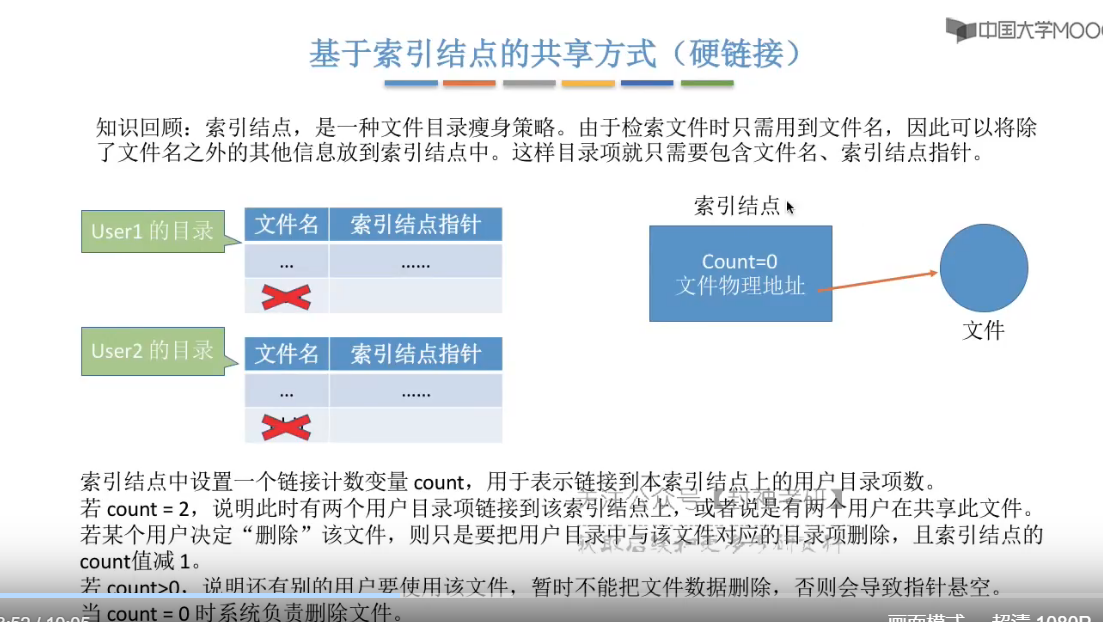 中国大学MOO
基于索引结点的共享方式（硬链接）
知识回顾：索引结点，是一种文件目录瘦身策略。由于检索文件时只需用到文件名，因此可以将除
了文件名之外的其他信息放到索引结点中。这样目录项就只需要包含文件名、索引结点指针。
索引结点
User1 的目录
文件名 索引结点指针
... ......
Count=0
文件物理地址
文件
User2 的目录
文件名 索引结点指针
... ......
索引结点中设置一个链接计数变量 count，用于表示链接到本索引结点上的用户目录项数。
若 count = 2，说明此时有两个用户目录项链接到该索引结点上，或者说是有两个用户在共享此文件。
若某个用户决定“删除”该文件，则只是要把用户目录中与该文件对应的目录项删除，且索引结点的
count值减 1。
若 count>0，说明还有别的用户要使用该文件，暂时不能把文件数据删除，否则会导致指针悬空。
当 count = 0 时系统负责删除文件。
画面模式 超清 1080P